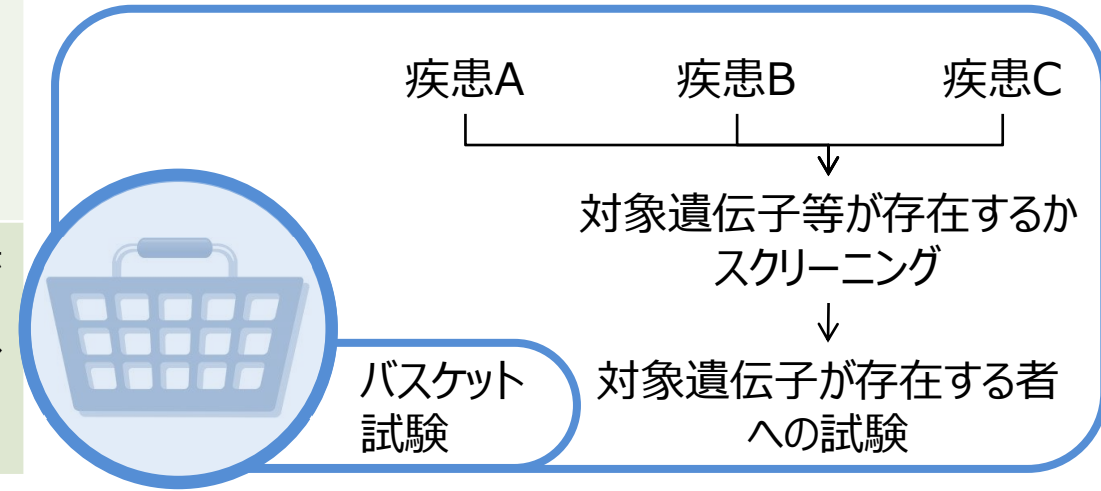 疾患A
疾患B
疾患C
対象遺伝子等が存在するか
スクリーニング
バスケット
試験
対象遺伝子が存在する者
への試験